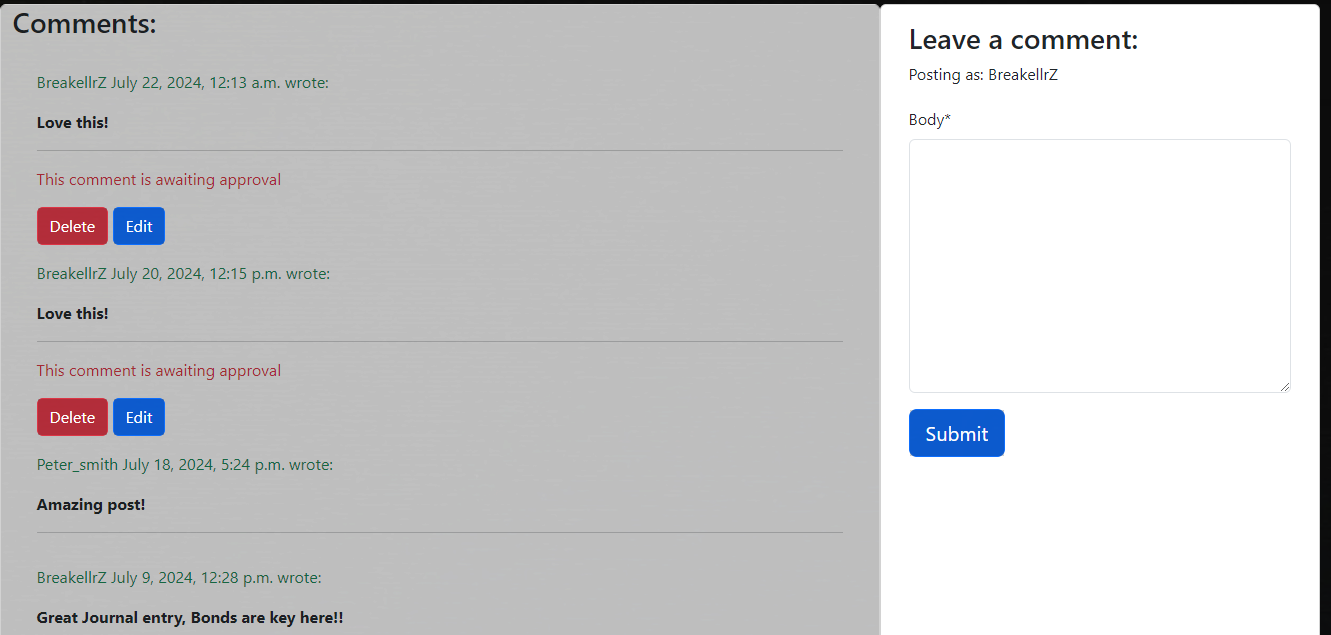 Comments:
BreakellrZ July 22, 2024, 12:13 a.m. wrote:
Love this!
This comment is awaiting approval
Delete Edit
BreakellrZ July 20, 2024, 12:15 p.m. wrote:
Love this!
This comment is awaiting approval
Delete Edit
Peter_smith July 18, 2024, 5:24 p.m. wrote:
Amazing post!
BreakellrZ July 9, 2024, 12:28 p.m. wrote:
Great Journal entry, Bonds are key here!!
Leave a comment:
Posting as: BreakellrZ
Body*
Submit